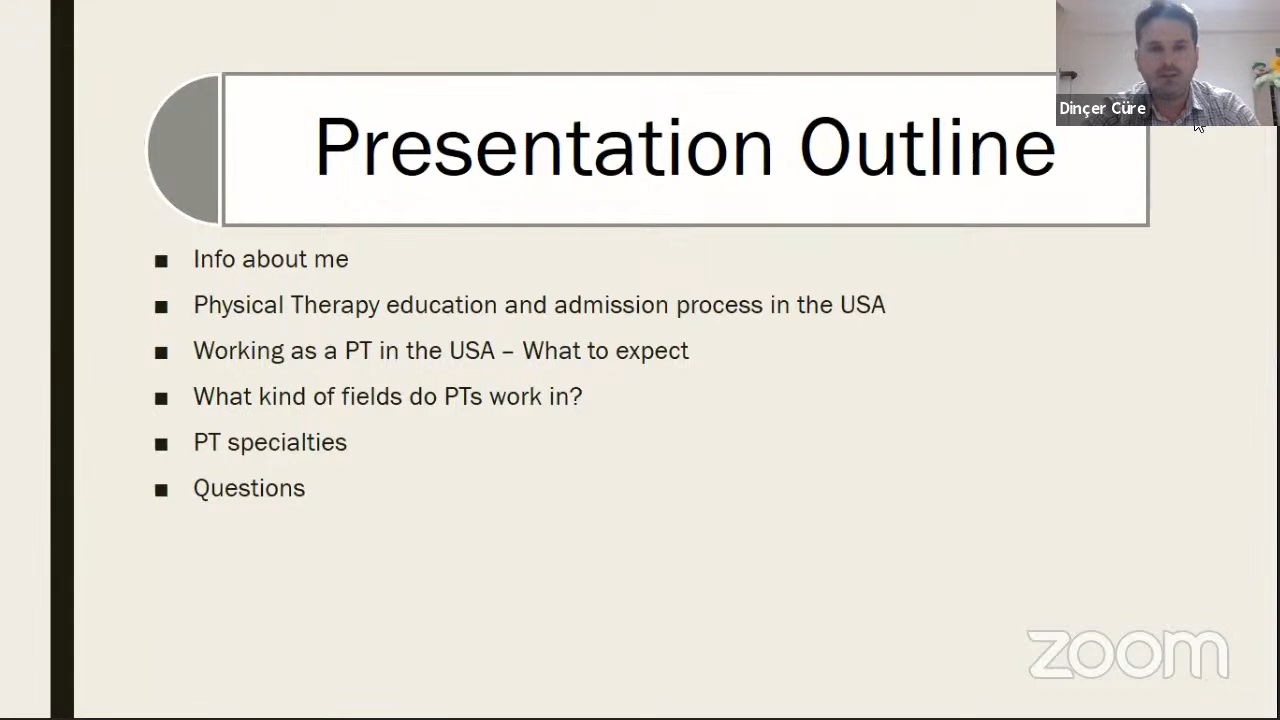 Presentation Outline
Dinçer Cüre
■ Info about me
■ Physical Therapy education and admission process in the USA
■ Working as a PT in the USA – What to expect
■ What kind of fields do PTs work in?
■ PT specialties
■ Questions
zoom